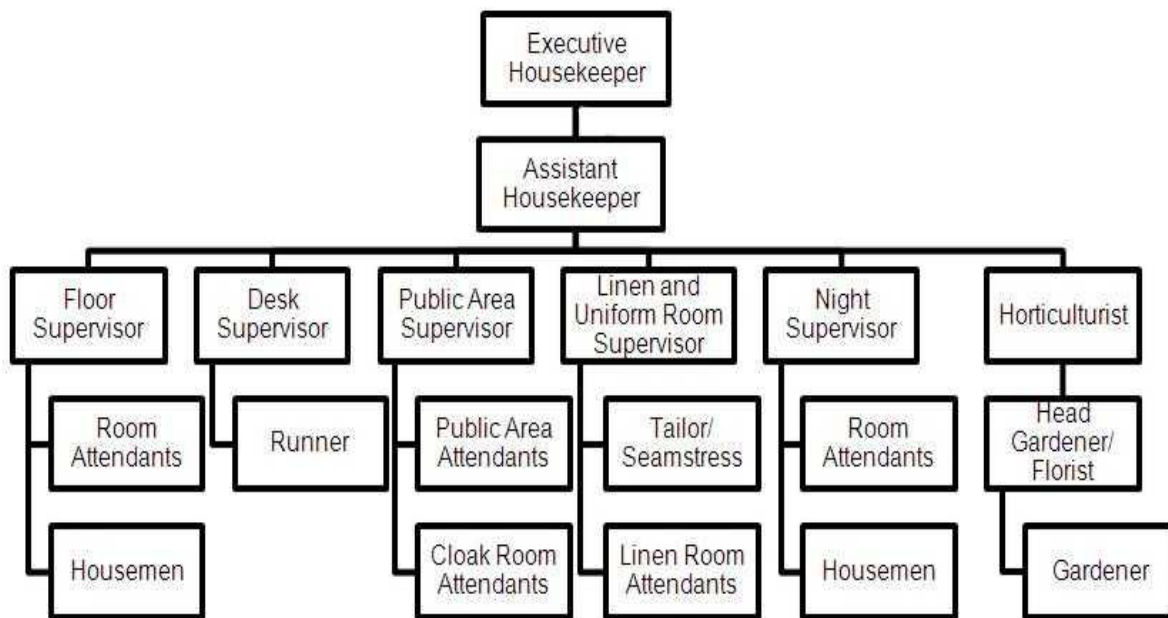 Executive
Housekeeper
Assistant
Housekeeper
Floor
Supervisor
Desk
Supervisor
Public Area
Supervisor
Linen and
Uniform Room
Supervisor
Night
Supervisor
Horticulturist
Room
Attendants
Runner
Public Area
Attendants
Tailor/
Seamstress
Room
Attendants
Head
Gardener/
Florist
Housemen
Cloak Room
Attendants
Linen Room
Attendants
Housemen
Gardener